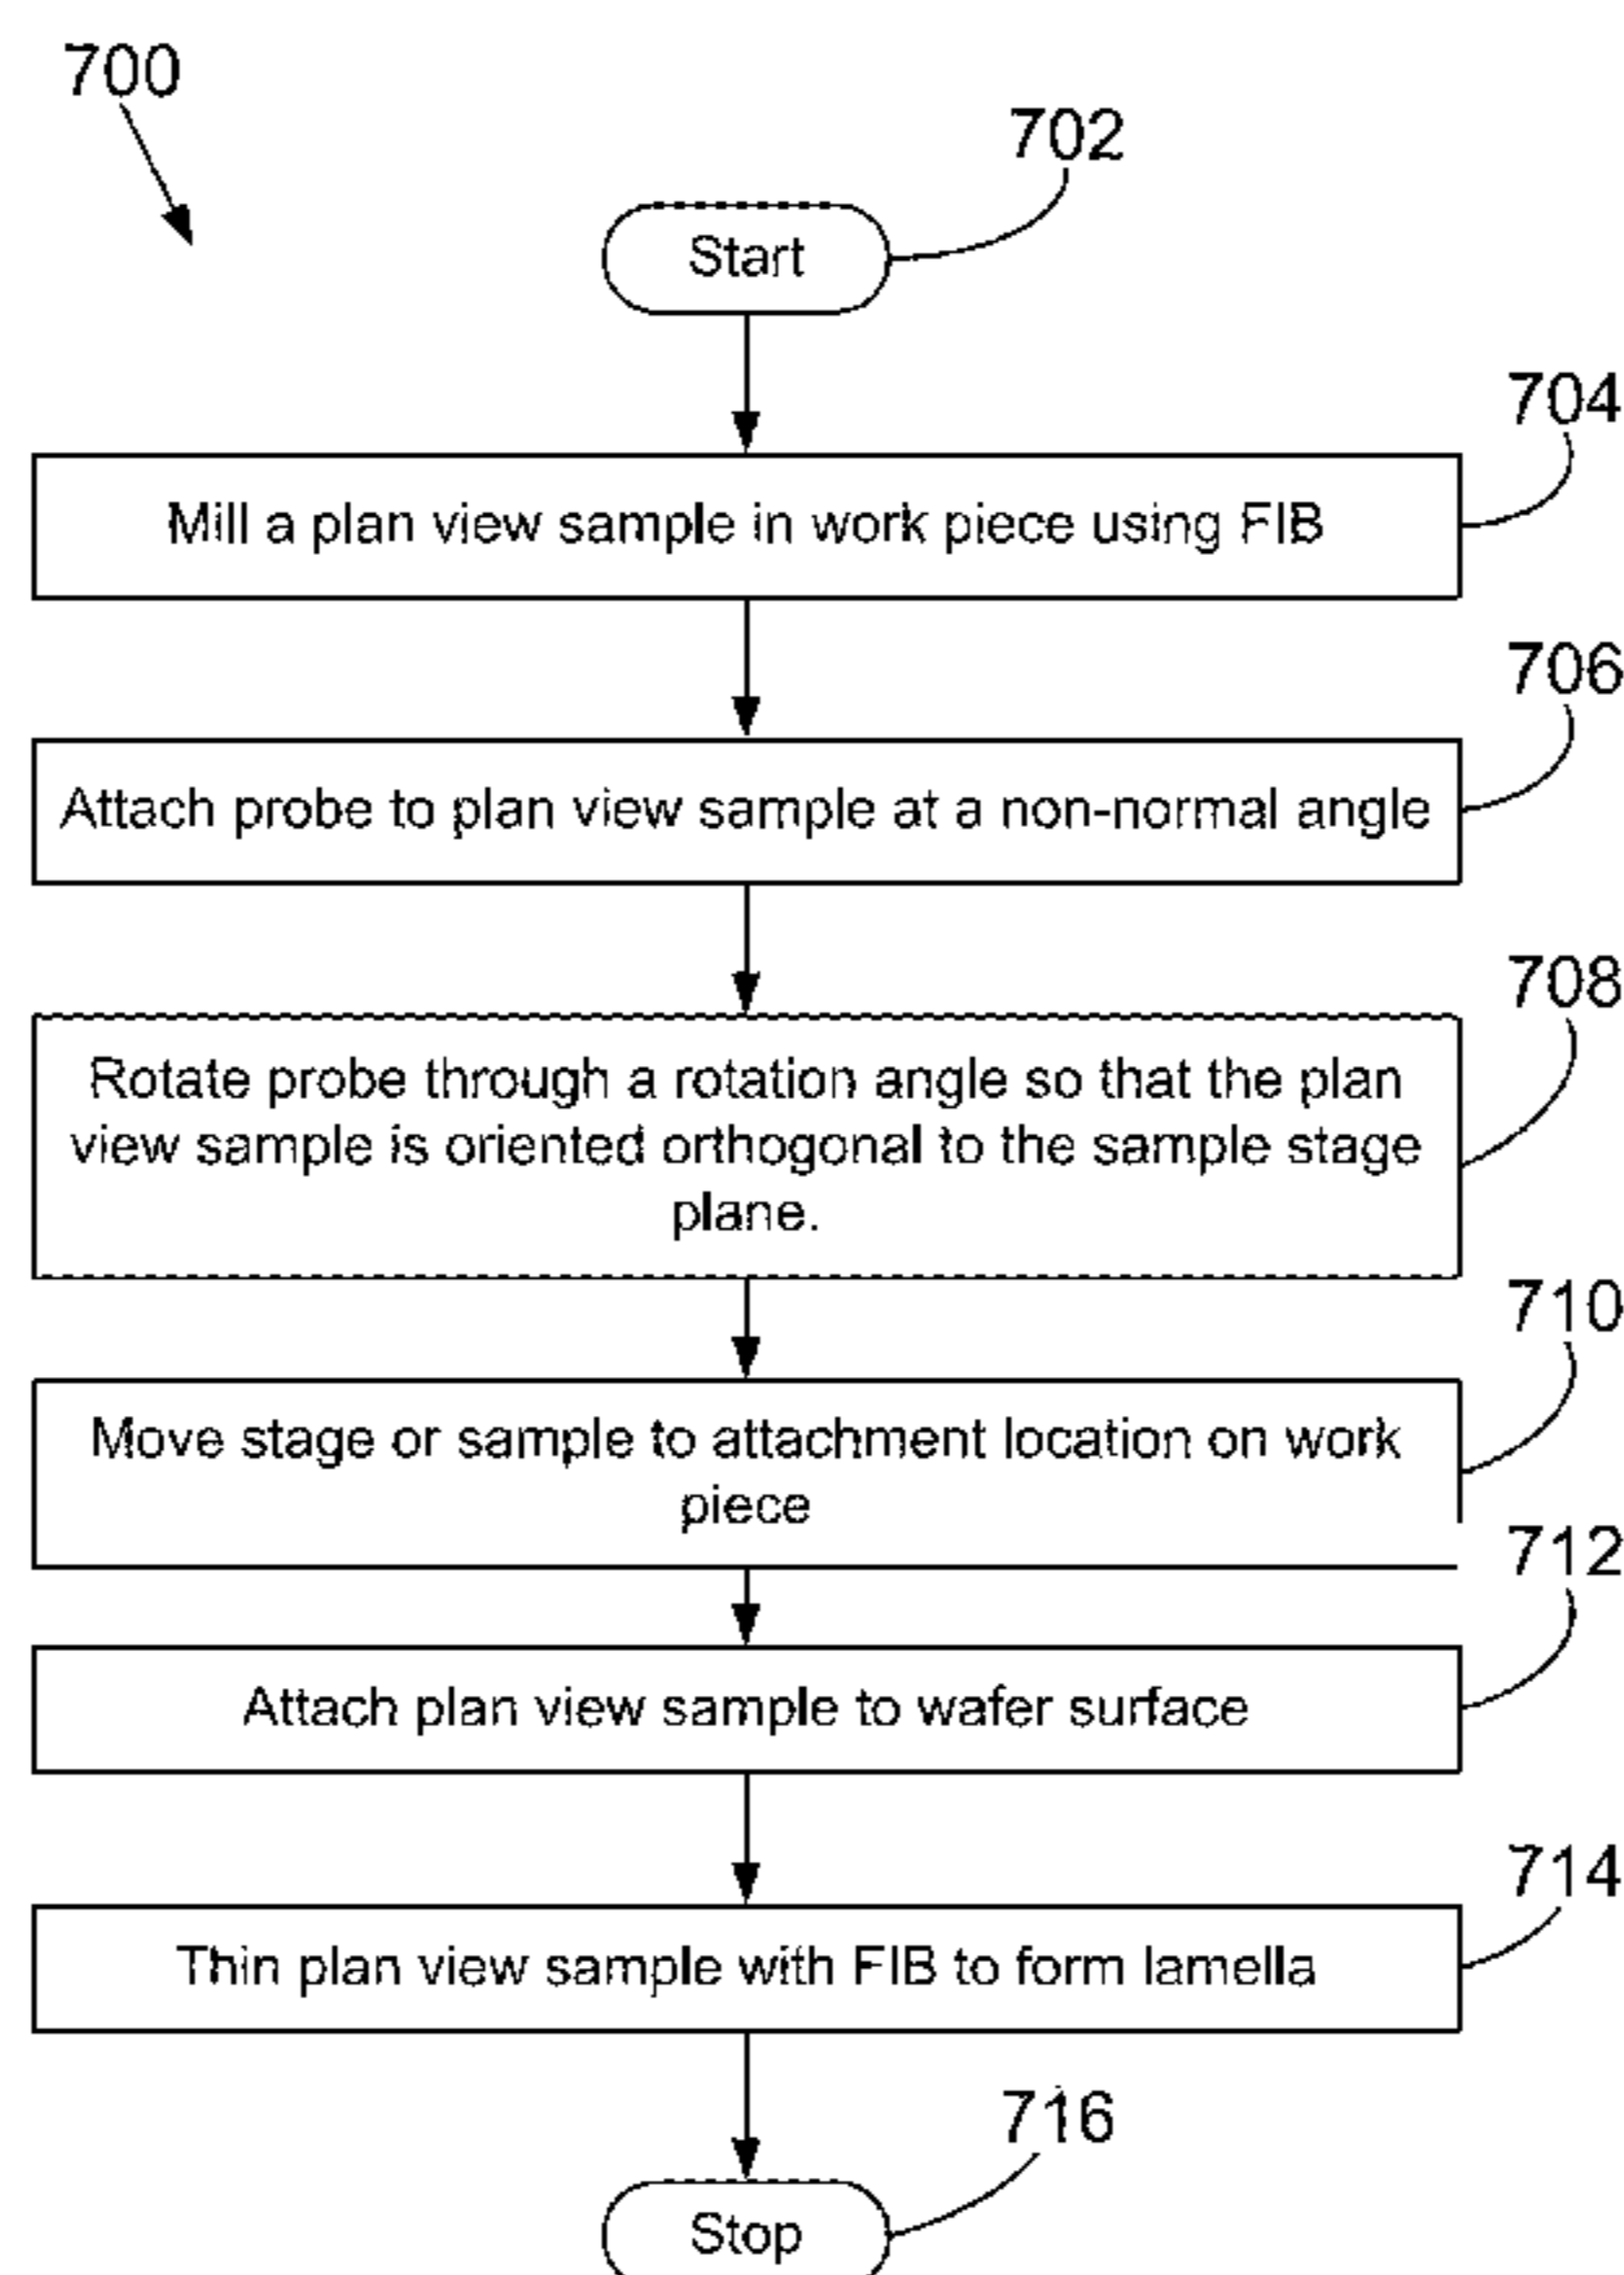 700
702
Start
704
Mill a plan view sample in work piece using FIB
706
Attach probe to plan view sample at a non-normal angle
708
Rotate probe through a rotation angle so that the plan
view sample is oriented orthogonal to the sample stage
plane.
710
Move stage or sample to attachment location on work
piece
712
Attach plan view sample to wafer surface
714
Thin plan view sample with FIB to form lamella
716
Stop